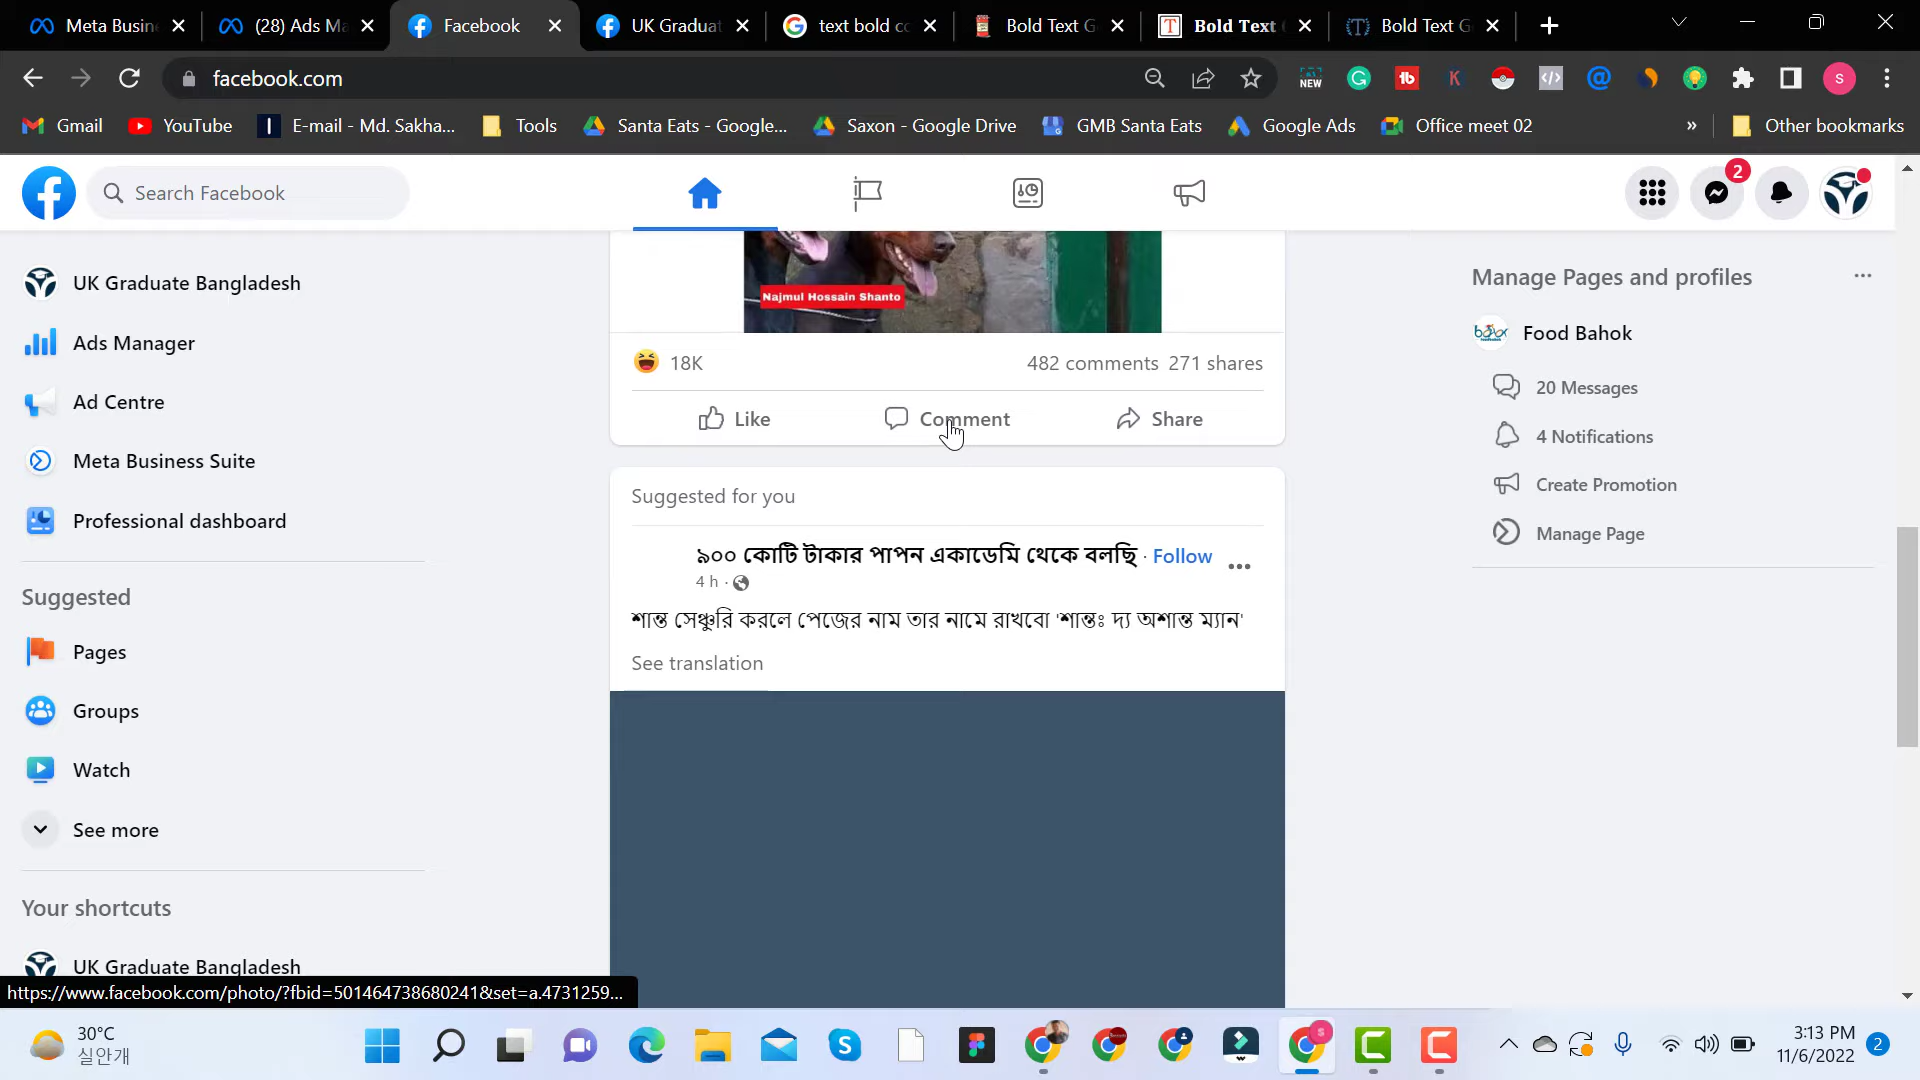 Meta Busin
(28) Ads Ma
Facebook
UK Graduat
text bold co
Bold Text G
Bold Text
Bold Text G
facebook.com
NEW
Gmail
YouTube
E-mail - Md. Sakha...
Tools
Santa Eats - Google...
Saxon - Google Drive
GMB Santa Eats
Google Ads
Office meet 02
»
Other bookmarks
Search Facebook
2
UK Graduate Bangladesh
Ads Manager
Ad Centre
Meta Business Suite
Professional dashboard
Suggested
Pages
Groups
Watch
See more
Your shortcuts
UK Graduate Bangladesh
Najmul Hossain Shanto
18K
482 comments 271 shares
Like
Comment
Share
Suggested for you
৯০০ কোটি টাকার পাপন একাডেমি থেকে বলছি · Follow
4 h ·
শান্ত সেঞ্চুরি করলে পেজের নাম তার নামে রাখবো 'শান্তঃ দ্য অশান্ত ম্যান'
See translation
Manage Pages and profiles
Food Bahok
20 Messages
4 Notifications
Create Promotion
Manage Page
https://www.facebook.com/photo/?fbid=501464738680241&set=a.4731259...
30°C
실안개
3:13 PM
11/6/2022
2